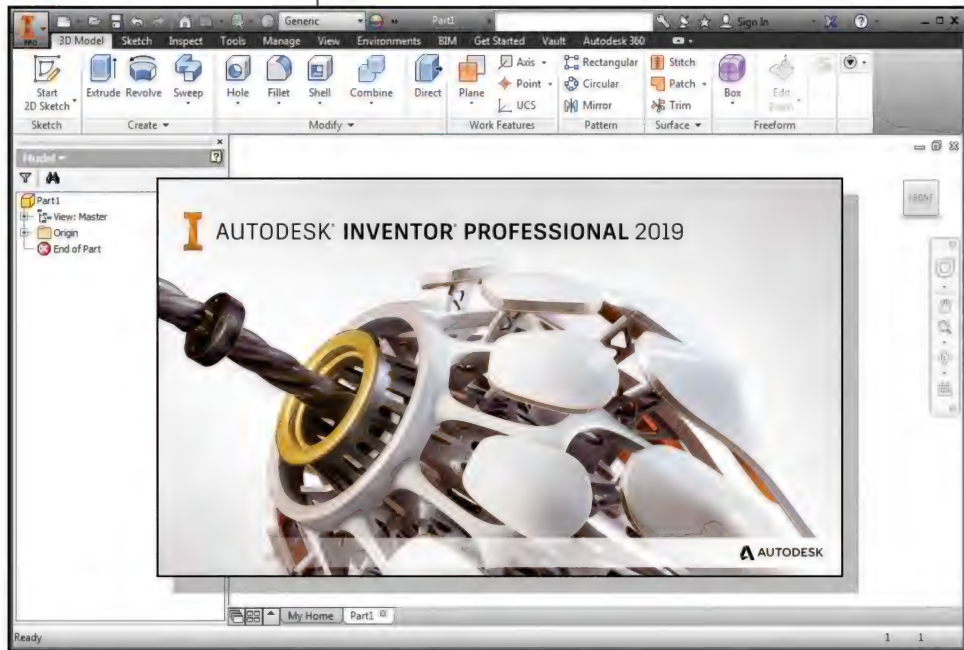 Generic
Part1
Sign In
PRO
3D Model Sketch Inspect Tools Manage View Environments BIM Get Started Vault Autodesk 360
Start
2D Sketch
Extrude Revolve Sweep
Hole Fillet Shell Combine Direct Plane
Axis
Point
UCS
Rectangular
Circular
Mirror
Stitch
Patch
Trim
Box
Edit
Sketch Create Modify Work Features Pattern Surface Freeform
Model
Part1
View: Master
Origin
End of Part
FRONT
AUTODESK® INVENTOR® PROFESSIONAL 2019
AUTODESK
My Home Part1
Ready
1 1